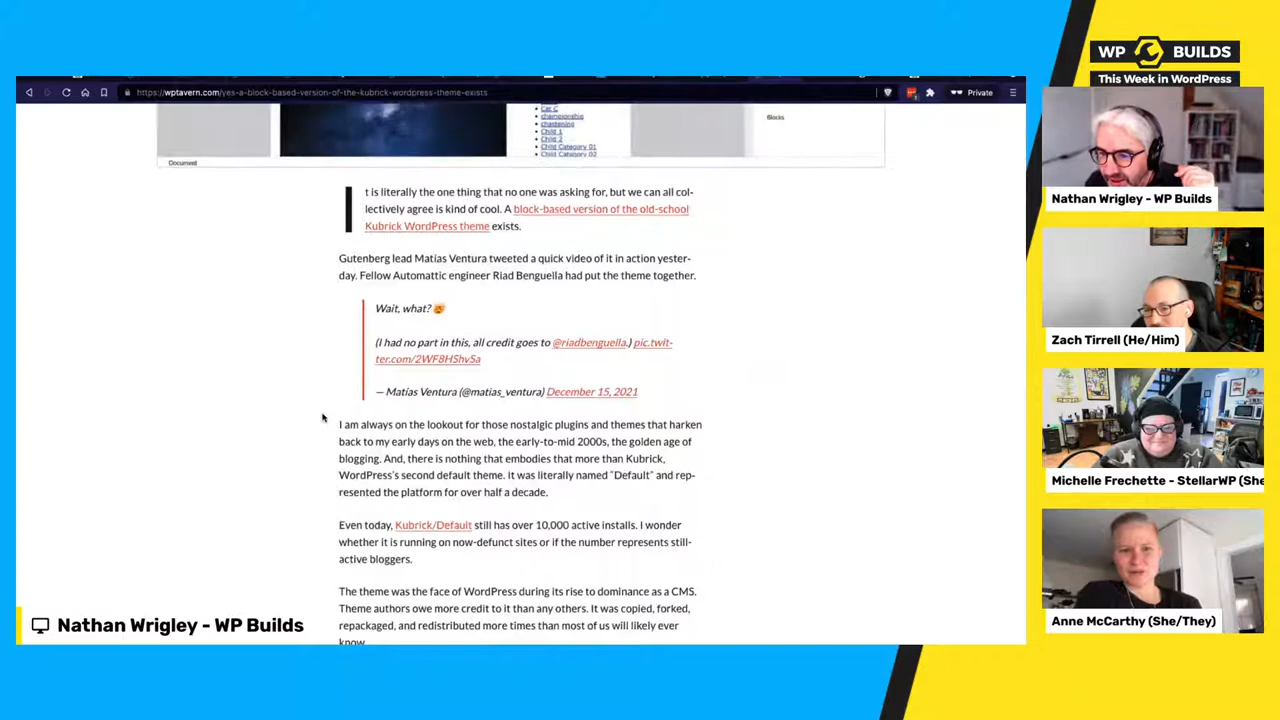 WP BUILDS
This Week in WordPress
https://wptavern.com/yes-a-block-based-version-of-the-kubrick-wordpress-theme-exists
Private
Car C
championship
chastening
Child 1
Child 2
Child Category 01
Child Category 02
Blocks
Document
It is literally the one thing that no one was asking for, but we can all col-
lectively agree is kind of cool. A block-based version of the old-school
Kubrick WordPress theme exists.
Gutenberg lead Matías Ventura tweeted a quick video of it in action yester-
day. Fellow Automattic engineer Riad Benguella had put the theme together.
Wait, what? 🤯
(I had no part in this, all credit goes to @riadbenguella.) pic.twit-
ter.com/2WF8HShvSa
— Matías Ventura (@matias_ventura) December 15, 2021
I am always on the lookout for those nostalgic plugins and themes that harken
back to my early days on the web, the early-to-mid 2000s, the golden age of
blogging. And, there is nothing that embodies that more than Kubrick,
WordPress's second default theme. It was literally named "Default" and rep-
resented the platform for over half a decade.
Even today, Kubrick/Default still has over 10,000 active installs. I wonder
whether it is running on now-defunct sites or if the number represents still-
active bloggers.
The theme was the face of WordPress during its rise to dominance as a CMS.
Theme authors owe more credit to it than any others. It was copied, forked,
repackaged, and redistributed more times than most of us will likely ever
know.
Nathan Wrigley - WP Builds
Nathan Wrigley - WP Builds
Zach Tirrell (He/Him)
Michelle Frechette - StellarWP (She
Anne McCarthy (She/They)